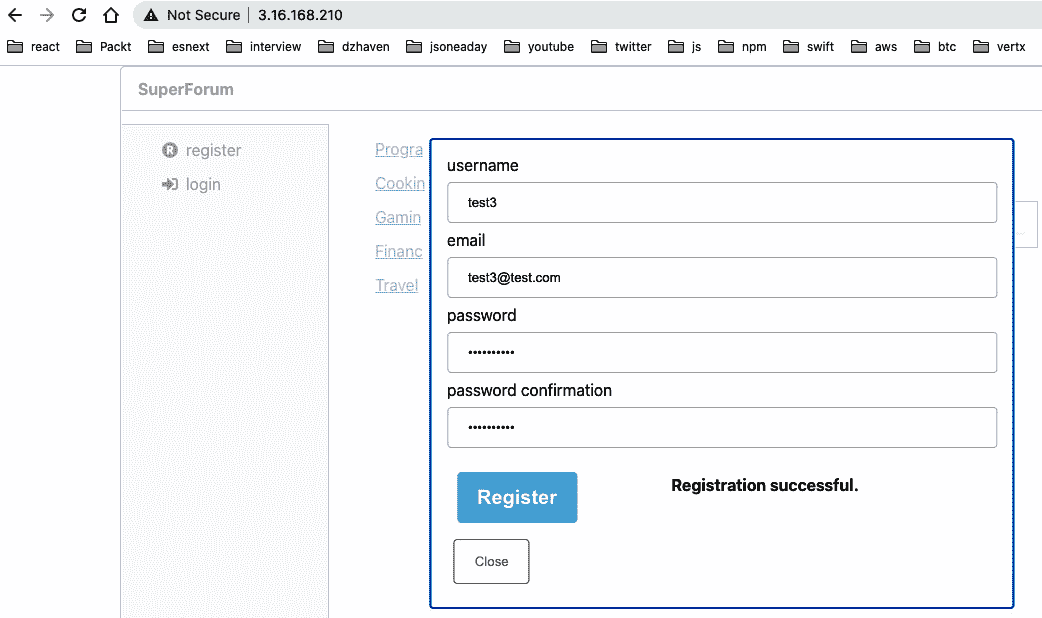 Not Secure | 3.16.168.210
react Packt esnext interview dzhaven jsoneaday youtube twitter js npm swift aws btc vertx
SuperForum
register
login
Progra
Cookin
Gamin
Financ
Travel
username
test3
email
test3@test.com
password
••••••••••
password confirmation
••••••••••
Register
Registration successful.
Close